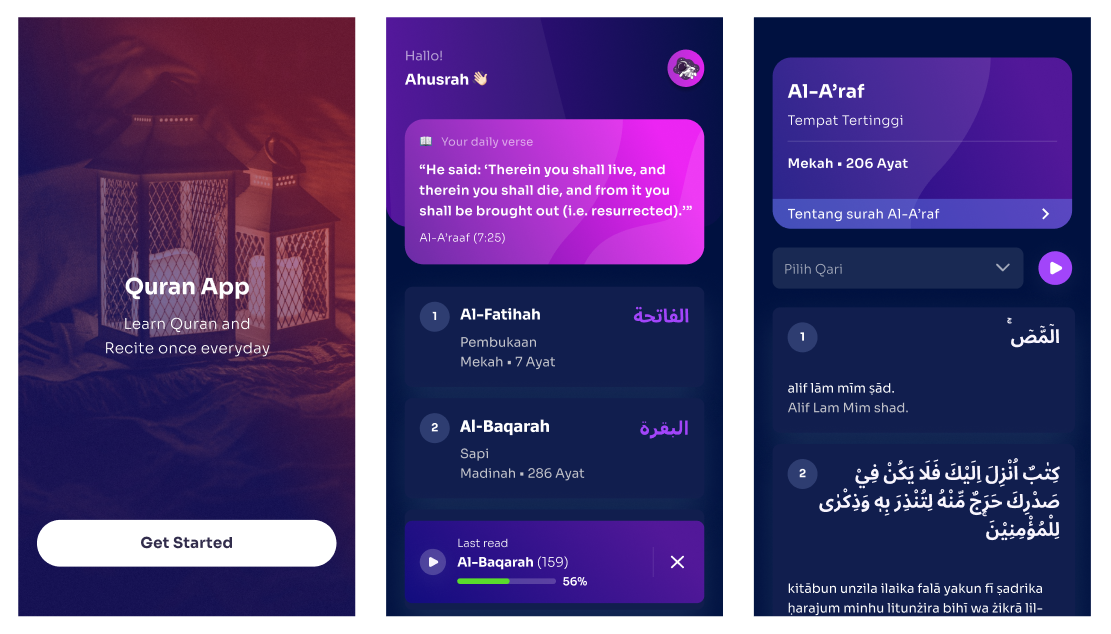 Quran App
Learn Quran and
Recite once everyday
Get Started
Hallo!
Ahusrah 👋🏻
Your daily verse
“He said: ‘Therein you shall live, and
therein you shall die, and from it you
shall be brought out (i.e. resurrected).’”
Al-A’raaf (7:25)
1
Al-Fatihah
الفاتحة
Pembukaan
Mekah • 7 Ayat
2
Al-Baqarah
البقرة
Sapi
Madinah • 286 Ayat
Last read
Al-Baqarah (159)
56%
Al-A’raf
Tempat Tertinggi
Mekah • 206 Ayat
Tentang surah Al-A’raf
Pilih Qari
1
الۤمّۤصۤ ۚ
alif lām mīm ṣād.
Alif Lam Mim shad.
2
كِتٰبٌ اُنْزِلَ اِلَيْكَ فَلَا يَكُنْ فِيْ
صَدْرِكَ حَرَجٌ مِّنْهُ لِتُنْذِرَ بِهٖ وَذِكْرٰى
لِلْمُؤْمِنِيْنَ
kitābun unzila ilaika falā yakun fī ṣadrika
ḥarajum minhu litunżira bihī wa żikrā lil-